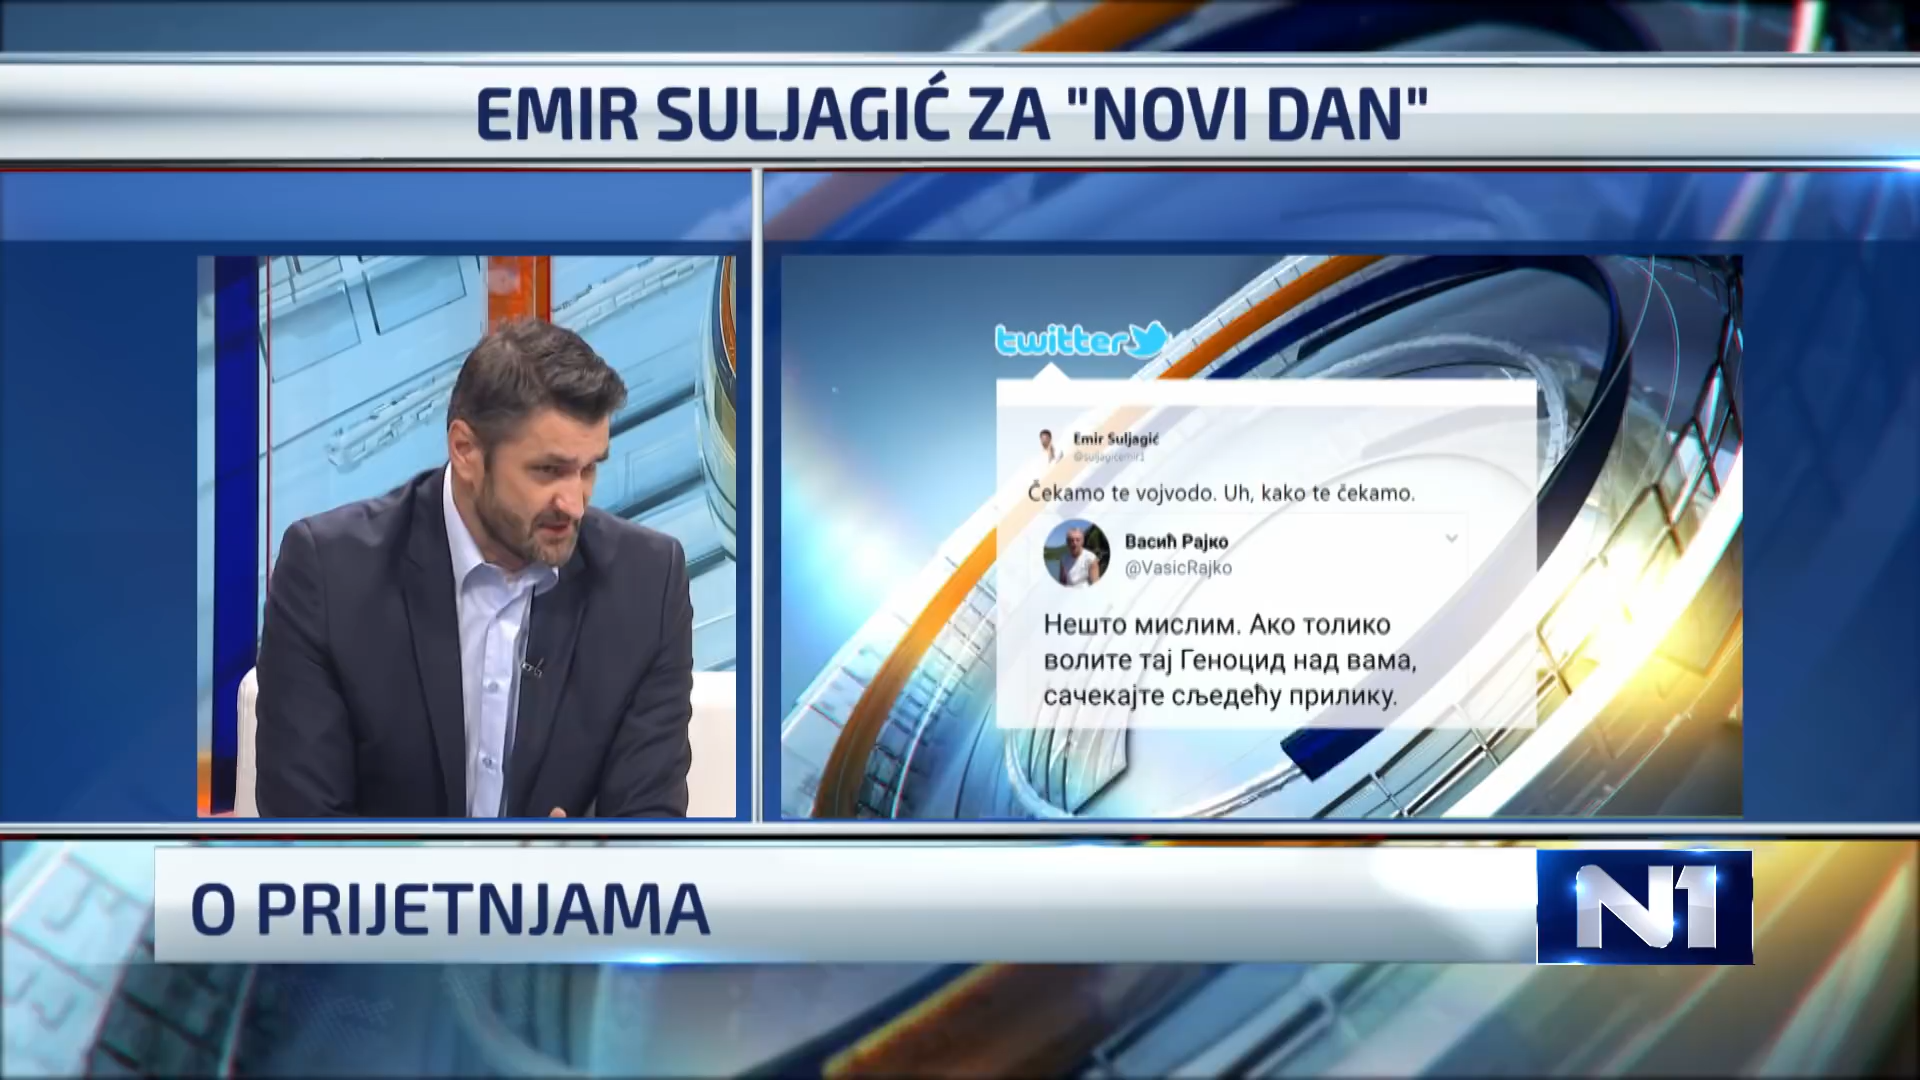 EMIR SULJAGIĆ ZA "NOVI DAN"
twitter
Emir Suljagić
@suljagicemir1
Čekamo te vojvodo. Uh, kako te čekamo.
Васић Рајко
@VasicRajko
Нешто мислим. Ако толико
волите тај Геноцид над вама,
сачекајте сљедећу прилику.
O PRIJETNJAMA
N1